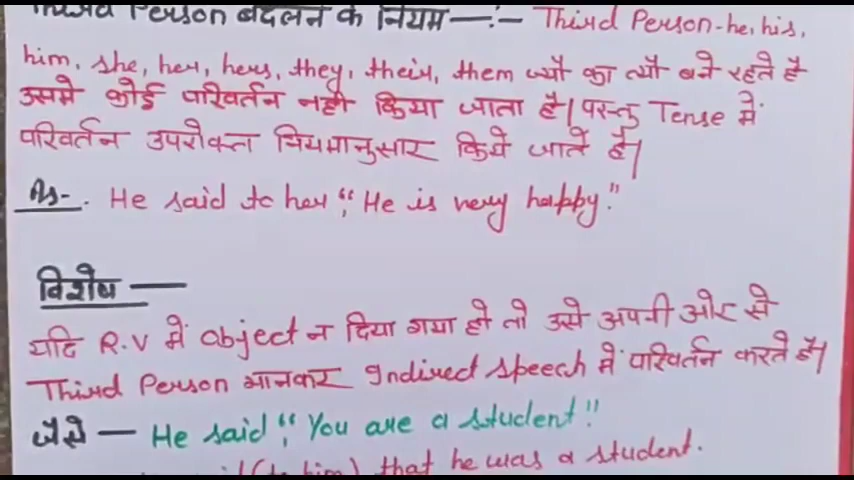 Third Person बदलने के नियम —:— Third Person - he, his,
him, she, her, hers, they, their, them ज्यौ का त्यौ बने रहते है
उसमे कोई परिवर्तन नही किया जाता है। परन्तु Tense में
परिवर्तन उपरोक्त नियमानुसार किये जाते है।
As-. He said to her “, He is very happy.”
विशेष —
यदि R.V में object न दिया गया हो तो उसे अपनी ओर से
Third Person मानकर Indirect speech में परिवर्तन करते है।
जैसे — He said “, You are a student”
(to him) that he was a student.